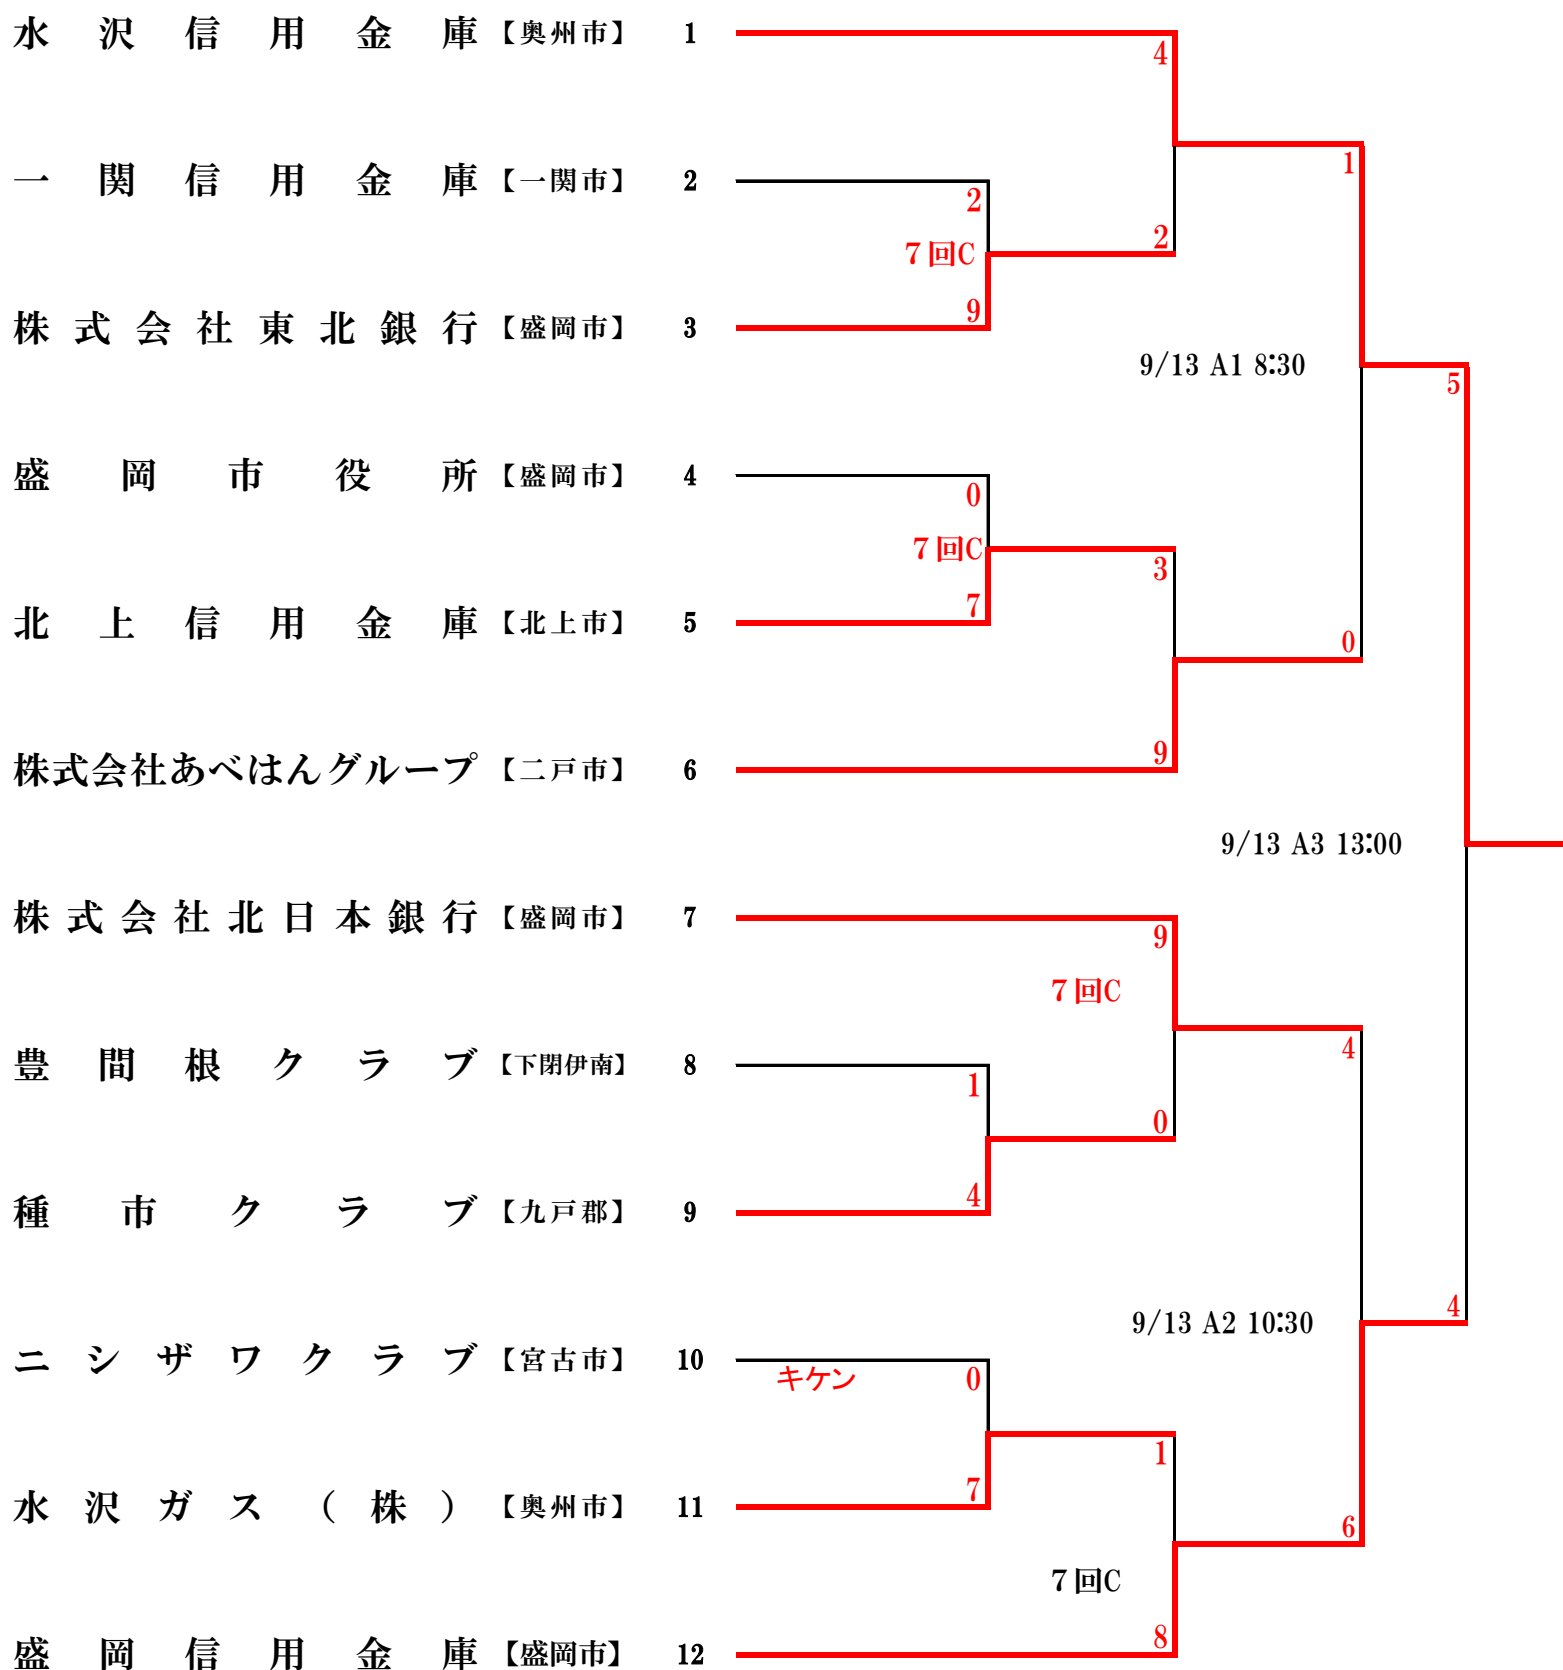 水沢信用金庫【奥州市】 1
4
1
一関信用金庫【一関市】 2
2
2
7回C
9
株式会社東北銀行【盛岡市】 3
9/13 A1 8:30
5
盛岡市役所【盛岡市】 4
0
7回C
3
7
北上信用金庫【北上市】 5
0
9
株式会社あべはんグループ【二戸市】 6
9/13 A3 13:00
株式会社北日本銀行【盛岡市】 7
9
7回C
4
豊間根クラブ【下閉伊南】 8
1
0
4
種市クラブ【九戸郡】 9
4
9/13 A2 10:30
ニシザワクラブ【宮古市】 10
キケン 0
1
7
水沢ガス(株)【奥州市】 11
6
7回C
8
盛岡信用金庫【盛岡市】 12